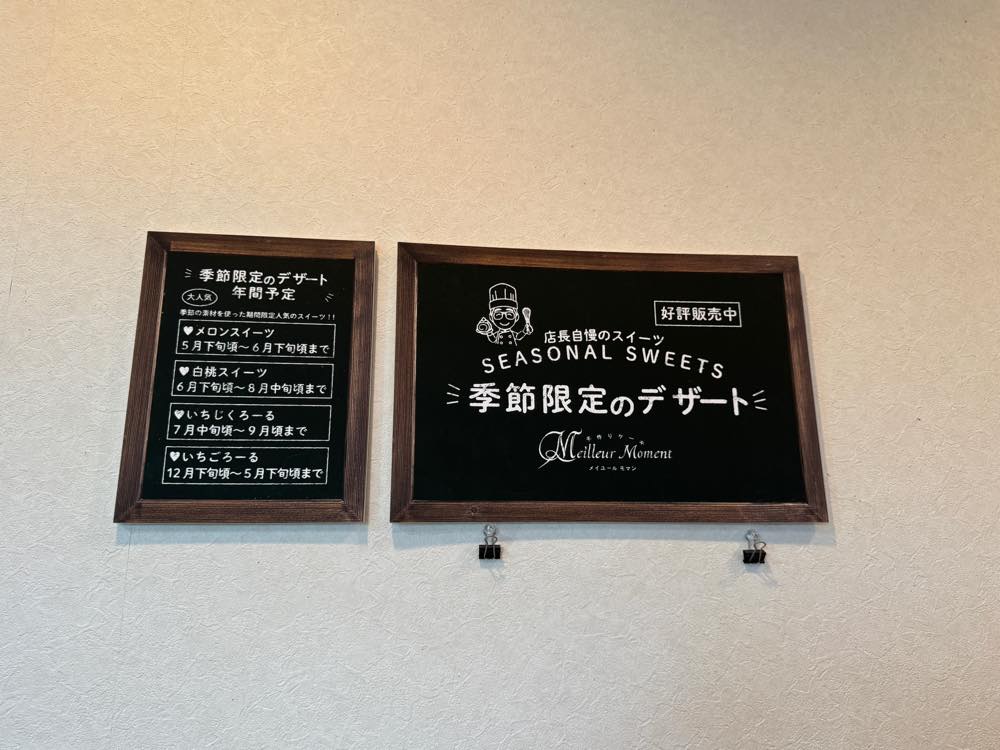 季節限定のデザート
年間予定
大人気
季節の素材を使った期間限定人気のスイーツ!!
♥メロンスイーツ
5月下旬頃〜6月下旬頃まで
♥白桃スイーツ
6月下旬頃〜8月中旬頃まで
♥いちじくろーる
7月中旬頃〜9月頃まで
♥いちごろーる
12月下旬頃〜5月下旬頃まで
好評販売中
店長自慢のスイーツ
SEASONAL SWEETS
季節限定のデザート
手作りケーキ
Meilleur Moment
メイユール モマン